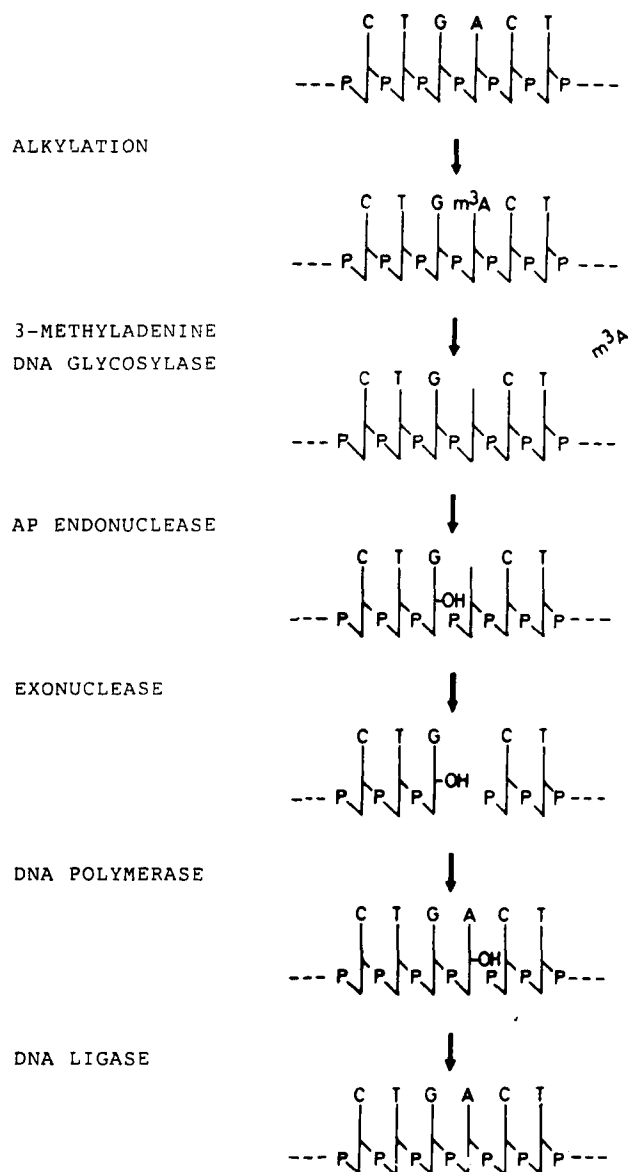 C T G A C T
--- P P P P P P P ---
ALKYLATION
C T G m³A C T
--- P P P P P P P ---
3-METHYLADENINE
DNA GLYCOSYLASE
m³A
C T G C T
--- P P P P P P P ---
AP ENDONUCLEASE
C T G C T
OH
--- P P P P P P ---
EXONUCLEASE
C T G C T
OH
--- P P P P P P ---
DNA POLYMERASE
C T G A C T
OH
--- P P P P P P P ---
DNA LIGASE
C T G A C T
--- P P P P P P P ---